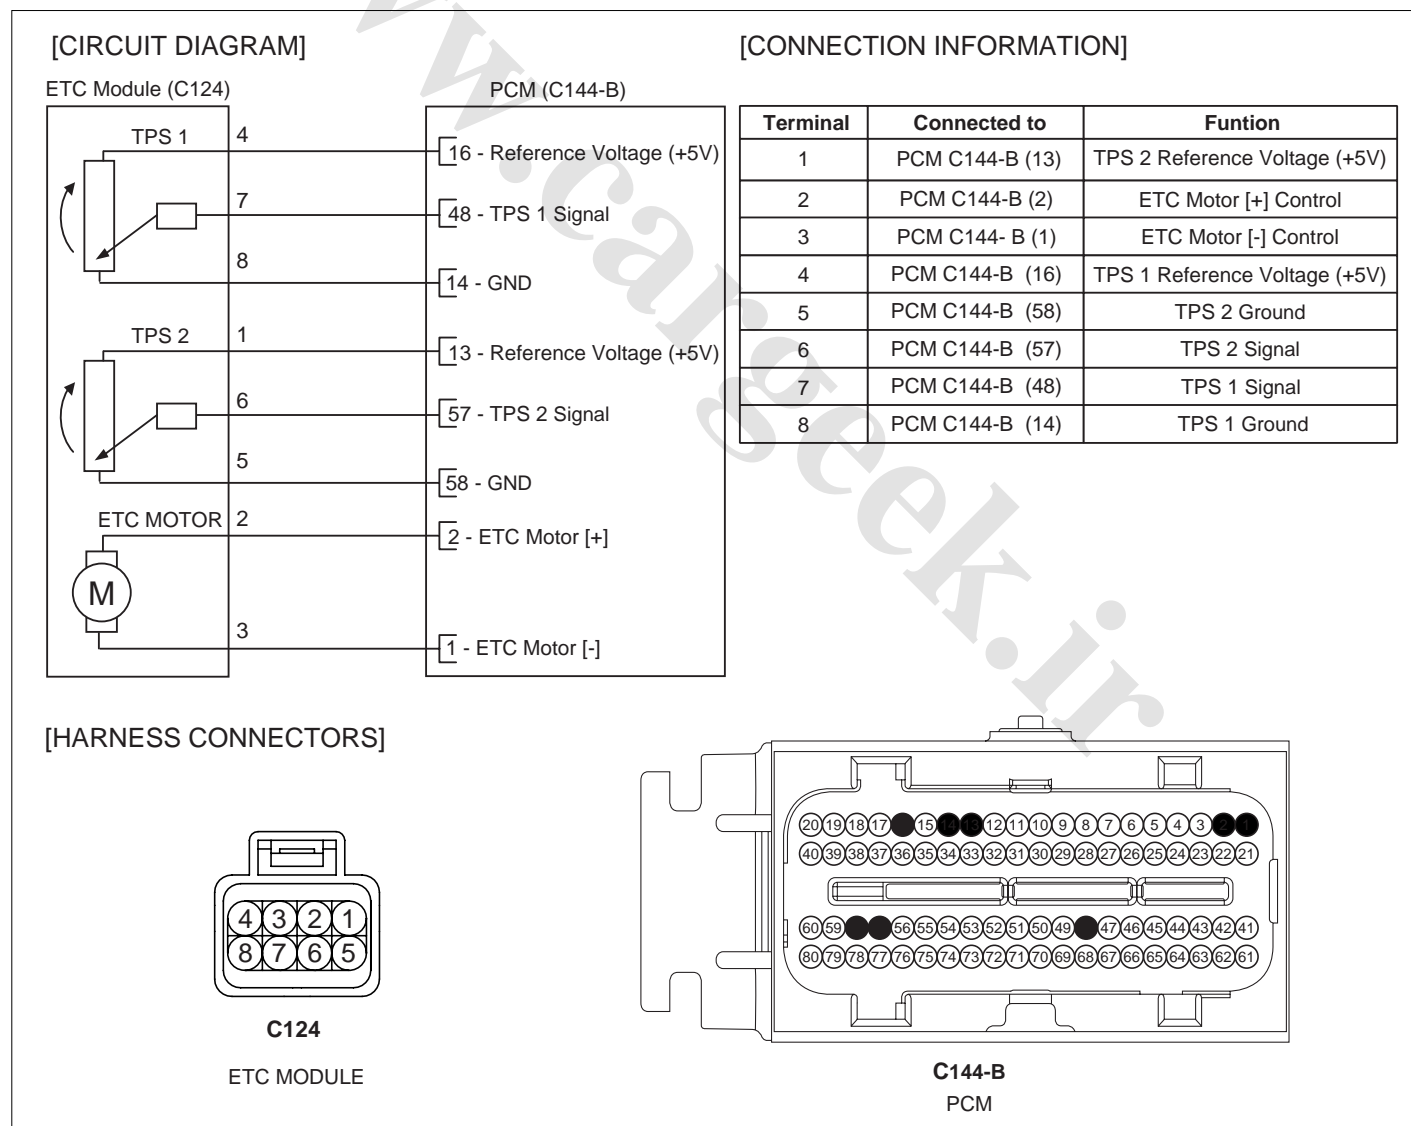 [CIRCUIT DIAGRAM]
ETC Module (C124)
PCM (C144-B)
TPS 1
4
16 - Reference Voltage (+5V)
7
48 - TPS 1 Signal
8
14 - GND
TPS 2
1
13 - Reference Voltage (+5V)
6
57 - TPS 2 Signal
5
58 - GND
ETC MOTOR
2
2 - ETC Motor [+]
M
3
1 - ETC Motor [-]
[CONNECTION INFORMATION]
Terminal Connected to Funtion
1 PCM C144-B (13) TPS 2 Reference Voltage (+5V)
2 PCM C144-B (2) ETC Motor [+] Control
3 PCM C144- B (1) ETC Motor [-] Control
4 PCM C144-B (16) TPS 1 Reference Voltage (+5V)
5 PCM C144-B (58) TPS 2 Ground
6 PCM C144-B (57) TPS 2 Signal
7 PCM C144-B (48) TPS 1 Signal
8 PCM C144-B (14) TPS 1 Ground
[HARNESS CONNECTORS]
4 3 2 1
8 7 6 5
C124
ETC MODULE
20 19 18 17 15 14 13 12 11 10 9 8 7 6 5 4 3 2 1
40 39 38 37 36 35 34 33 32 31 30 29 28 27 26 25 24 23 22 21
60 59 56 55 54 53 52 51 50 49 47 46 45 44 43 42 41
80 79 78 77 76 75 74 73 72 71 70 69 68 67 66 65 64 63 62 61
C144-B
PCM
w.cargeek.ir